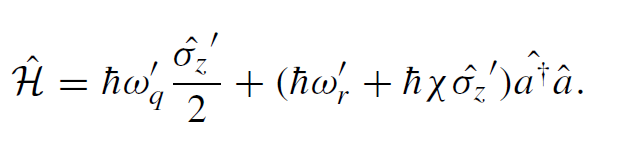 Ĥ = ħω′_q σ̂_z′/2 + (ħω′_r + ħχσ̂_z′)â†â.